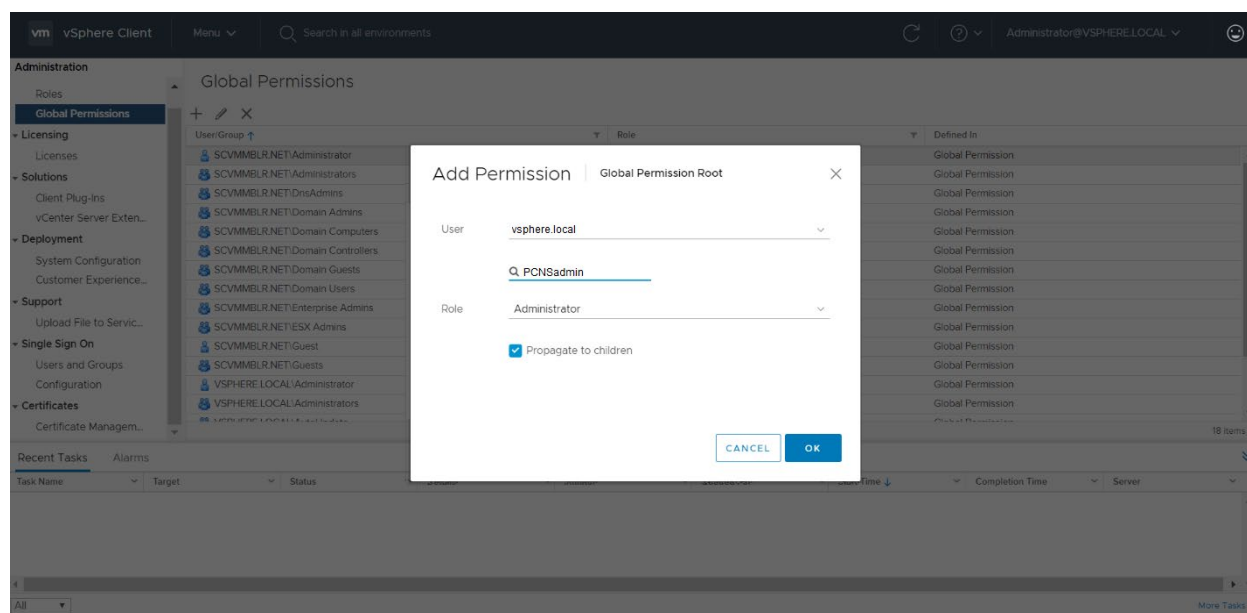 vm vSphere Client Menu Search in all environments Administrator@VSPHERE.LOCAL
Administration
Roles
Global Permissions
Licensing
Licenses
Solutions
Client Plug-Ins
vCenter Server Exten...
Deployment
System Configuration
Customer Experience...
Support
Upload File to Servic...
Single Sign On
Users and Groups
Configuration
Certificates
Certificate Managem...
Global Permissions
User/Group Role Defined In
SCVMMBLR.NET\Administrator Global Permission
SCVMMBLR.NET\Administrators Global Permission
SCVMMBLR.NET\DnsAdmins Global Permission
SCVMMBLR.NET\Domain Admins Global Permission
SCVMMBLR.NET\Domain Computers Global Permission
SCVMMBLR.NET\Domain Controllers Global Permission
SCVMMBLR.NET\Domain Guests Global Permission
SCVMMBLR.NET\Domain Users Global Permission
SCVMMBLR.NET\Enterprise Admins Global Permission
SCVMMBLR.NET\ESX Admins Global Permission
SCVMMBLR.NET\Guest Global Permission
SCVMMBLR.NET\Guests Global Permission
VSPHERE.LOCAL\Administrator Global Permission
VSPHERE.LOCAL\Administrators Global Permission
18 items
Add Permission Global Permission Root
User vsphere.local
PCNSadmin
Role Administrator
Propagate to children
CANCEL OK
Recent Tasks Alarms
Task Name Target Status Start Time Completion Time Server
All More Tasks